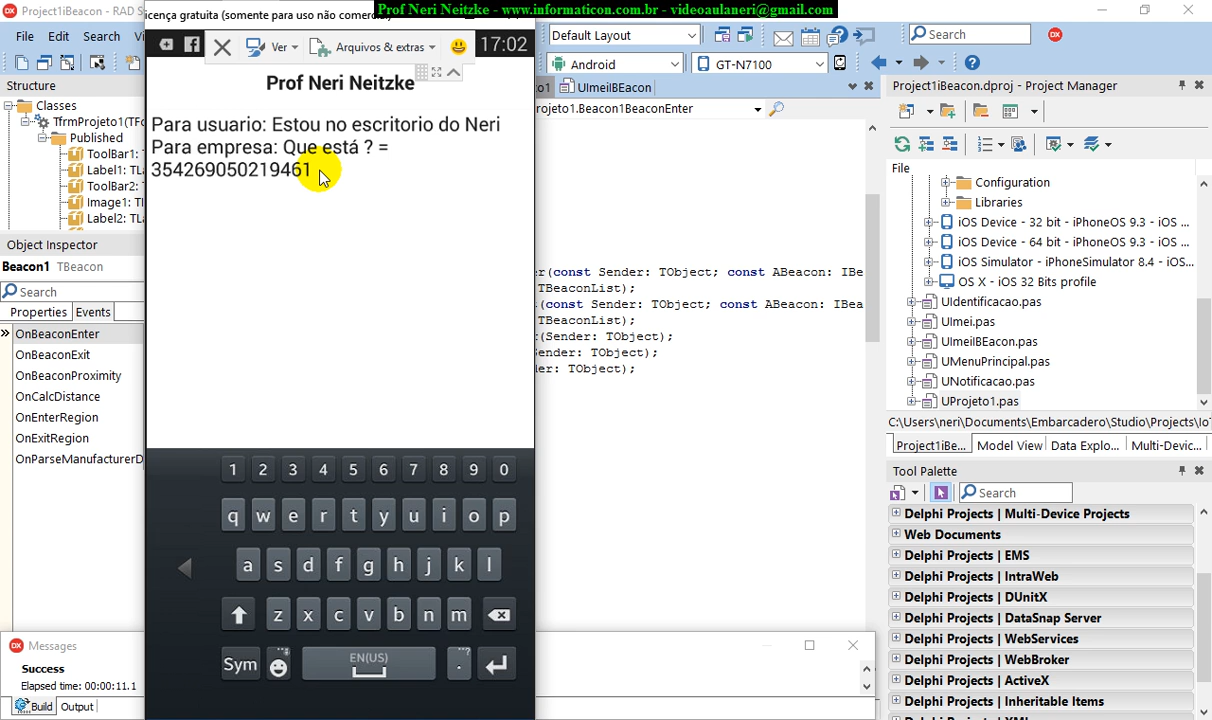 Prof Neri Neitzke - www.informaticon.com.br - videoaulaneri@gmail.com
Project1iBeacon - RAD S
icença gratuita (somente para uso não comercial)
File Edit Search Vi
Default Layout
Search
Ver
Arquivos & extras
17:02
Android
GT-N7100
Structure
Classes
TfrmProjeto1(TFo
Published
ToolBar1: T
Label1: TLa
ToolBar2: T
Image1: TI
Label2: TLa
Object Inspector
Beacon1 TBeacon
Search
Properties Events
OnBeaconEnter
OnBeaconExit
OnBeaconProximity
OnCalcDistance
OnEnterRegion
OnExitRegion
OnParseManufacturerD
Prof Neri Neitzke
Para usuario: Estou no escritorio do Neri
Para empresa: Que está ? =
354269050219461
1 2 3 4 5 6 7 8 9 0
q w e r t y u i o p
a s d f g h j k l
z x c v b n m
Sym EN(US) .
o1 UImeiIBEacon
rojeto1.Beacon1BeaconEnter
er(const Sender: TObject; const ABeacon: IBe
TBeaconList);
(const Sender: TObject; const ABeacon: IBea
TBeaconList);
(Sender: TObject);
Sender: TObject);
der: TObject);
Project1iBeacon.dproj - Project Manager
File
Configuration
Libraries
iOS Device - 32 bit - iPhoneOS 9.3 - iOS ...
iOS Device - 64 bit - iPhoneOS 9.3 - iOS ...
iOS Simulator - iPhoneSimulator 8.4 - iOS...
OS X - iOS 32 Bits profile
UIdentificacao.pas
UImei.pas
UImeiIBEacon.pas
UMenuPrincipal.pas
UNotificacao.pas
UProjeto1.pas
C:\Users\neri\Documents\Embarcadero\Studio\Projects\IoT
Project1iBe... Model View Data Explo... Multi-Devic...
Tool Palette
Search
Delphi Projects | Multi-Device Projects
Web Documents
Delphi Projects | EMS
Delphi Projects | IntraWeb
Delphi Projects | DUnitX
Delphi Projects | DataSnap Server
Delphi Projects | WebServices
Delphi Projects | WebBroker
Delphi Projects | ActiveX
Delphi Projects | Inheritable Items
Messages
Success
Elapsed time: 00:00:11.1
Build Output